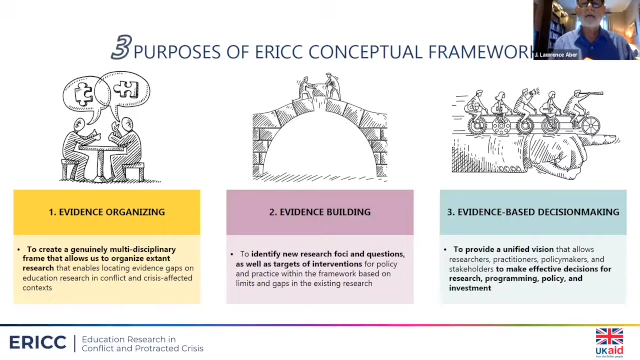 3 PURPOSES OF ERICC CONCEPTUAL FRAMEWORK
J. Lawrence Aber
1. EVIDENCE ORGANIZING
• To create a genuinely multi-disciplinary
frame that allows us to organize extant
research that enables locating evidence gaps on
education research in conflict and crisis-affected
contexts
2. EVIDENCE BUILDING
• To identify new research foci and questions,
as well as targets of interventions for policy
and practice within the framework based on
limits and gaps in the existing research
3. EVIDENCE-BASED DECISIONMAKING
• To provide a unified vision that allows
researchers, practitioners, policymakers, and
stakeholders to make effective decisions for
research, programming, policy, and
investment
ERICC
Education Research in
Conflict and Protracted Crisis
UKaid
from the British people